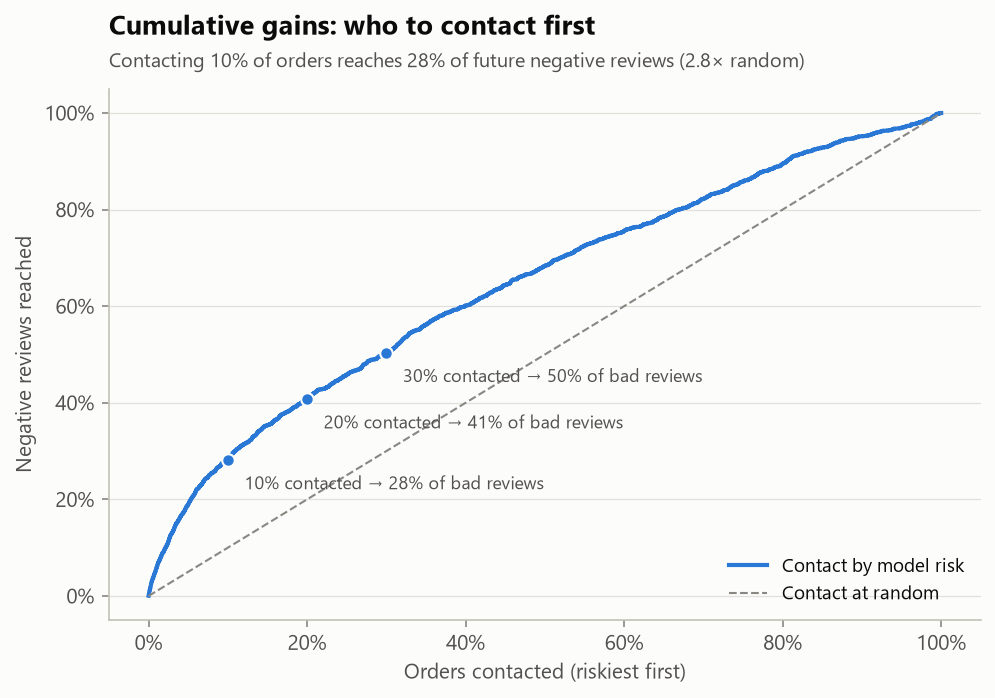 Cumulative gains: who to contact first
Contacting 10% of orders reaches 28% of future negative reviews (2.8× random)
Negative reviews reached
100%
80%
60%
40%
20%
0%
30% contacted → 50% of bad reviews
20% contacted → 41% of bad reviews
10% contacted → 28% of bad reviews
Contact by model risk
Contact at random
0%
20%
40%
60%
80%
100%
Orders contacted (riskiest first)